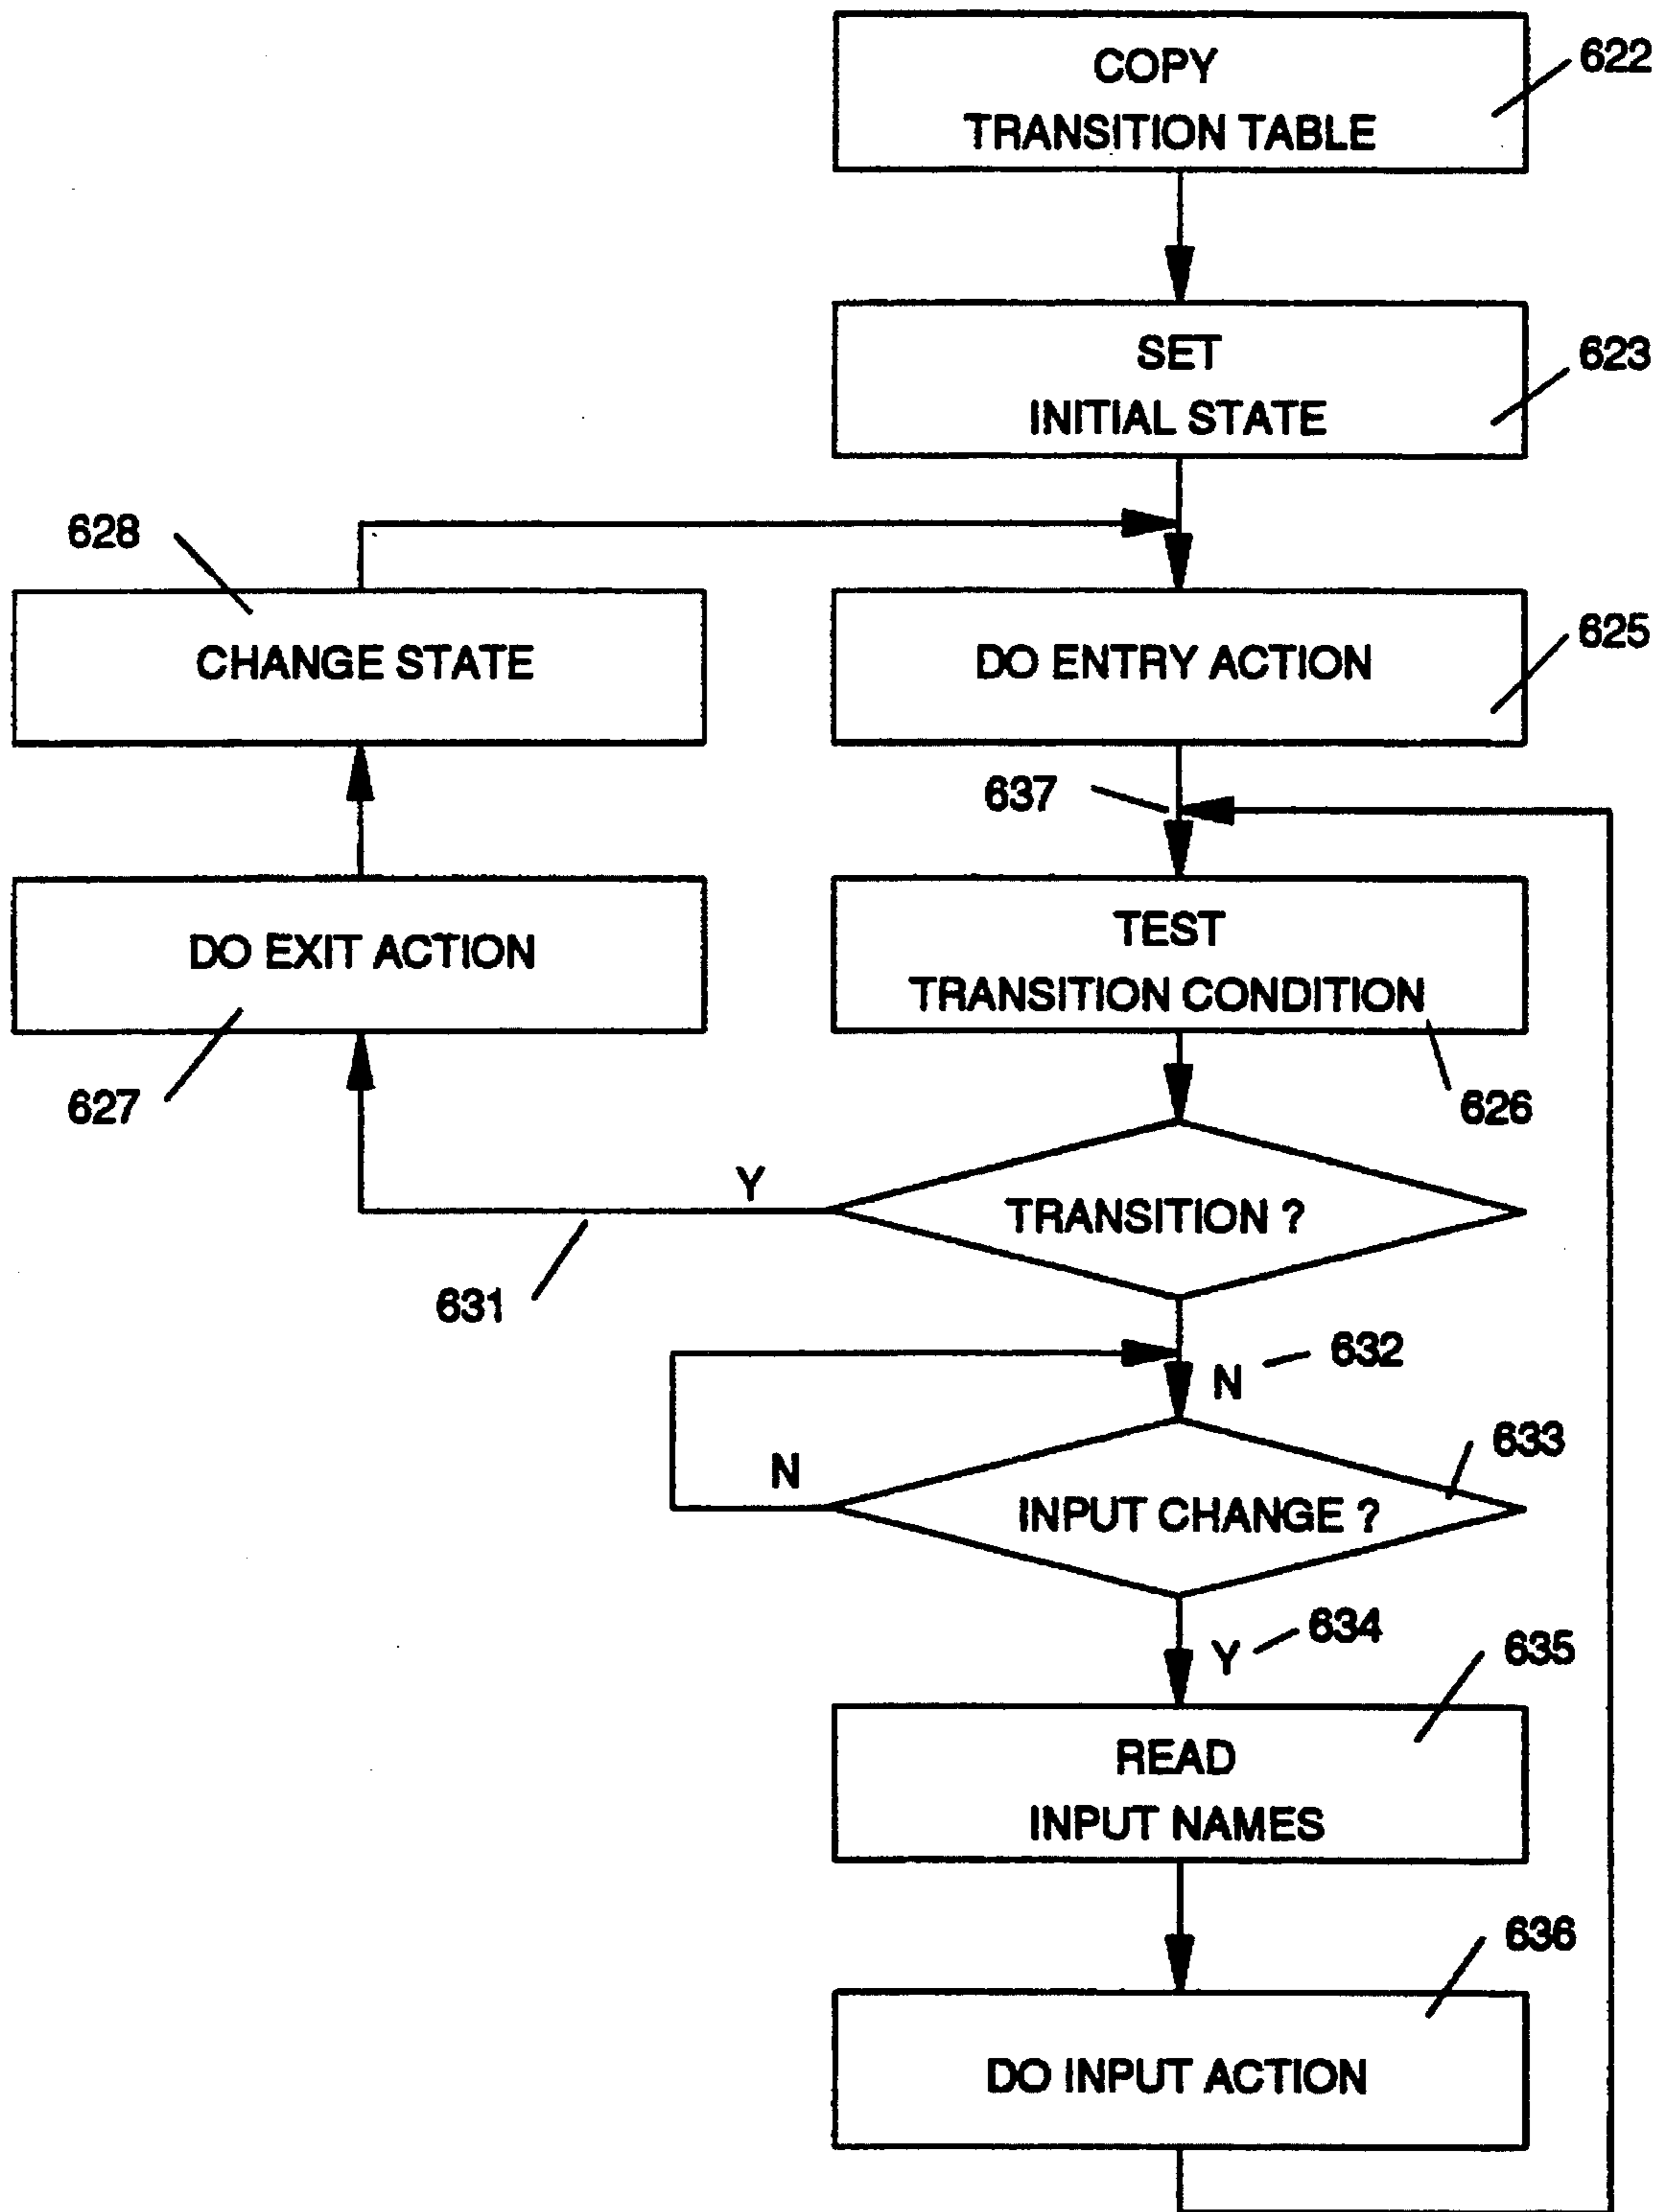 COPY
TRANSITION TABLE
622
SET
INITIAL STATE
623
628
CHANGE STATE
DO ENTRY ACTION
625
637
DO EXIT ACTION
TEST
TRANSITION CONDITION
627
626
Y
TRANSITION ?
631
632
N
N
633
INPUT CHANGE ?
634
Y
635
READ
INPUT NAMES
636
DO INPUT ACTION